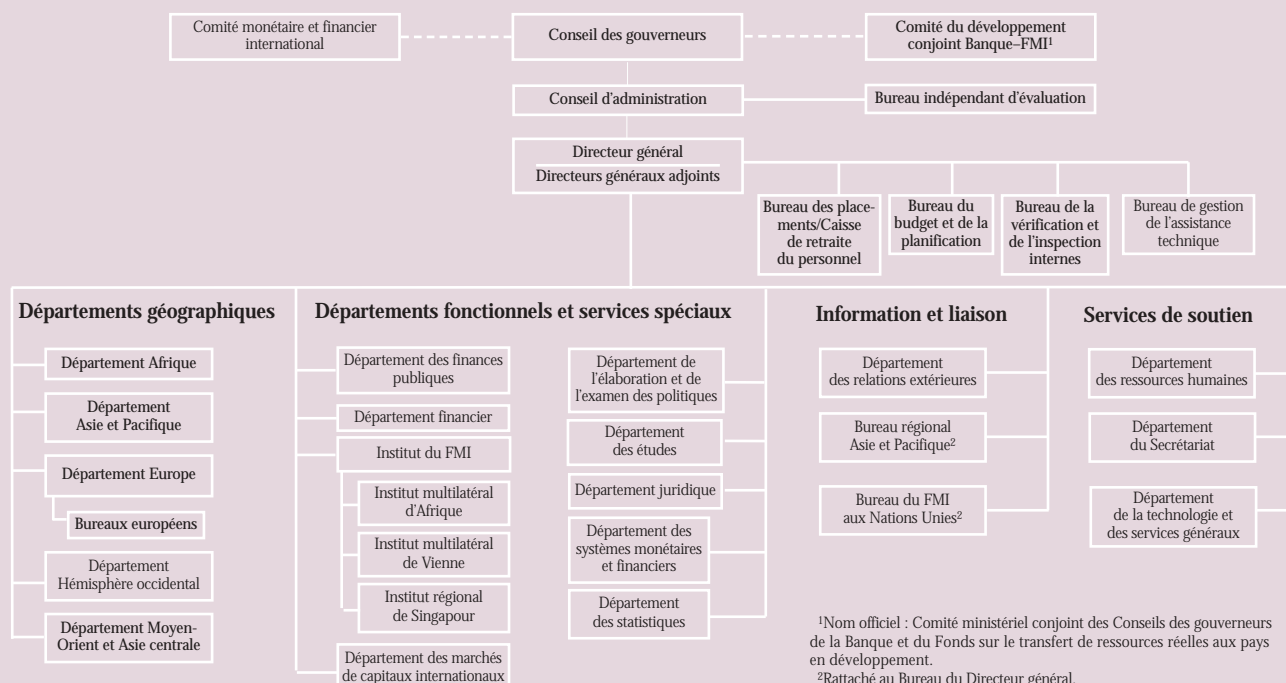 Comité monétaire et financier
international
Conseil des gouverneurs
Comité du développement
conjoint Banque–FMI¹
Conseil d'administration
Bureau indépendant d'évaluation
Directeur général
Directeurs généraux adjoints
Bureau des place-
ments/Caisse
de retraite
du personnel
Bureau du
budget et de la
planification
Bureau de la
vérification et
de l'inspection
internes
Bureau de gestion
de l'assistance
technique
Départements géographiques
Département Afrique
Département
Asie et Pacifique
Département Europe
Bureaux européens
Département
Hémisphère occidental
Département Moyen-
Orient et Asie centrale
Départements fonctionnels et services spéciaux
Département des finances
publiques
Département financier
Institut du FMI
Institut multilatéral
d'Afrique
Institut multilatéral
de Vienne
Institut régional
de Singapour
Département des marchés
de capitaux internationaux
Département de
l'élaboration et de
l'examen des politiques
Département
des études
Département juridique
Département des
systèmes monétaires
et financiers
Département
des statistiques
Information et liaison
Département
des relations extérieures
Bureau régional
Asie et Pacifique²
Bureau du FMI
aux Nations Unies²
Services de soutien
Département
des ressources humaines
Département
du Secrétariat
Département
de la technologie et
des services généraux
¹Nom officiel : Comité ministériel conjoint des Conseils des gouverneurs
de la Banque et du Fonds sur le transfert de ressources réelles aux pays
en développement.
²Rattaché au Bureau du Directeur général.